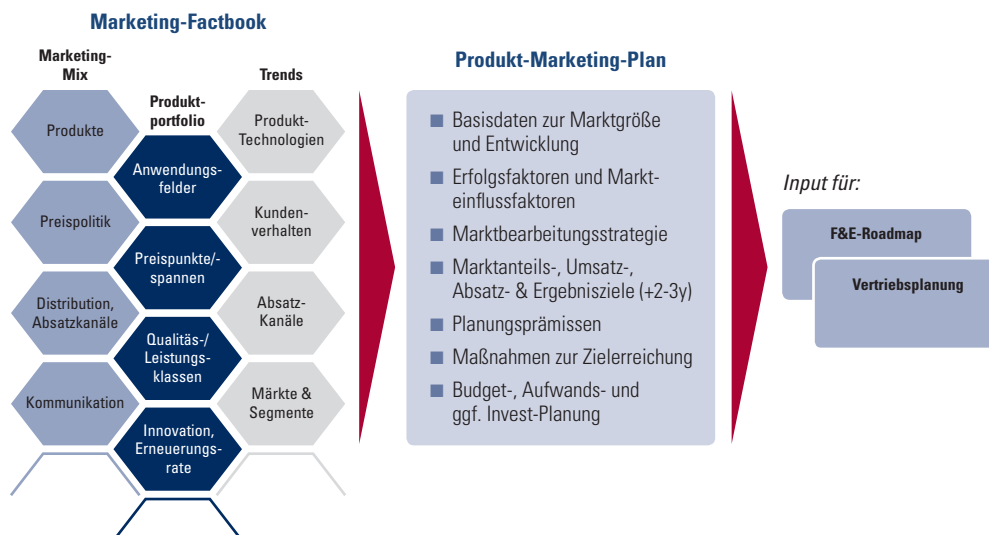 Marketing-Factbook
Marketing-
Mix
Produkte
Preispolitik
Distribution,
Absatzkanäle
Kommunikation
Produkt-
portfolio
Anwendungs-
felder
Preispunkte/-
spannen
Qualitäs-/
Leistungs-
klassen
Innovation,
Erneuerungs-
rate
Trends
Produkt-
Technologien
Kunden-
verhalten
Absatz-
Kanäle
Märkte &
Segmente
Produkt-Marketing-Plan
■ Basisdaten zur Marktgröße
und Entwicklung
■ Erfolgsfaktoren und Markt-
einflussfaktoren
■ Marktbearbeitungsstrategie
■ Marktanteils-, Umsatz-,
Absatz- & Ergebnisziele (+2-3y)
■ Planungsprämissen
■ Maßnahmen zur Zielerreichung
■ Budget-, Aufwands- und
ggf. Invest-Planung
Input für:
F&E-Roadmap
Vertriebsplanung